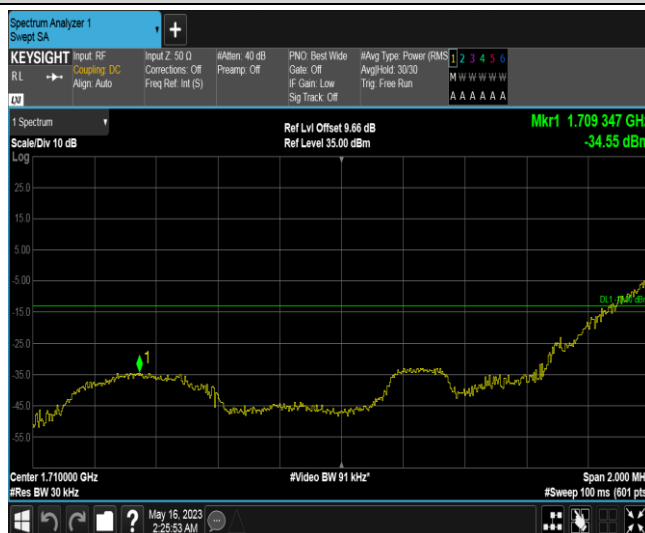 Spectrum Analyzer 1
Swept SA
KEYSIGHT
RL
Input: RF
Coupling: DC
Align: Auto
Input Z: 50 Ω
Corrections: Off
Freq Ref: Int (S)
#Atten: 40 dB
Preamp: Off
PNO: Best Wide
Gate: Off
IF Gain: Low
Sig Track: Off
#Avg Type: Power (RMS
Avg|Hold: 30/30
Trig: Free Run
1 2 3 4 5 6
M W W W W W
A A A A A A
1 Spectrum
Scale/Div 10 dB
Ref Lvl Offset 9.66 dB
Ref Level 35.00 dBm
Mkr1 1.709 347 GHz
-34.55 dBm
Log
25.0
15.0
5.00
-5.00
-15.0
-25.0
-35.0
-45.0
-55.0
1
Center 1.710000 GHz
#Res BW 30 kHz
#Video BW 91 kHz*
Span 2.000 MH
#Sweep 100 ms (601 pts
?
May 16, 2023
2:25:53 AM